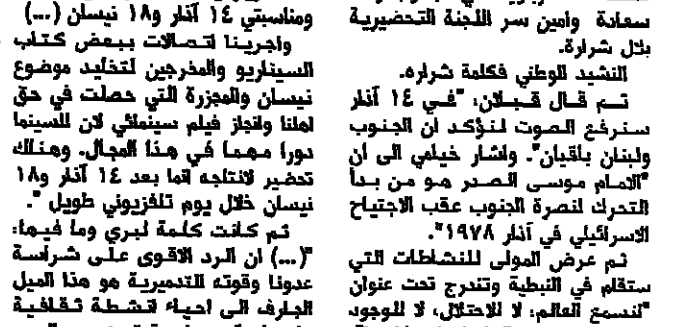 سعادة وأمين سر اللجنة التحضيرية
بلال شرارة.
النشيد الوطني فكلمة شراره.
ثم قال قبلان: "في ١٤ آذار
سنرفع الصوت لنؤكد ان الجنوب
ولبنان باقيان". واشار خيامي الى ان
"الامام موسى الصدر هو من بدأ
التحرك لنصرة الجنوب عقب الاجتياح
الاسرائيلي في آذار ١٩٧٨".
ثم عرض المولى للنشاطات التي
ستقام في النبطية وتندرج تحت عنوان
"لنسمع العالم: لا للاحتلال، لا للوجود
ومناسبتي ١٤ آذار و١٨ نيسان (...)
واجرينا اتصالات ببعض كتاب
السيناريو والمخرجين لتخليد موضوع
نيسان والمجزرة التي حصلت في حق
اهلنا وانجاز فيلم سينمائي لان للسينما
دورا مهما في هذا المجال. وهنالك
تحضير لانتاجه انما بعد ١٤ آذار و١٨
نيسان خلال يوم تلفزيوني طويل".
ثم كانت كلمة لبري وما فيها:
"(...) ان الرد الاقوى على شراسة
عدونا وقوته التدميرية هو هذا الميل
الجارف الى احياء انشطة ثقافية